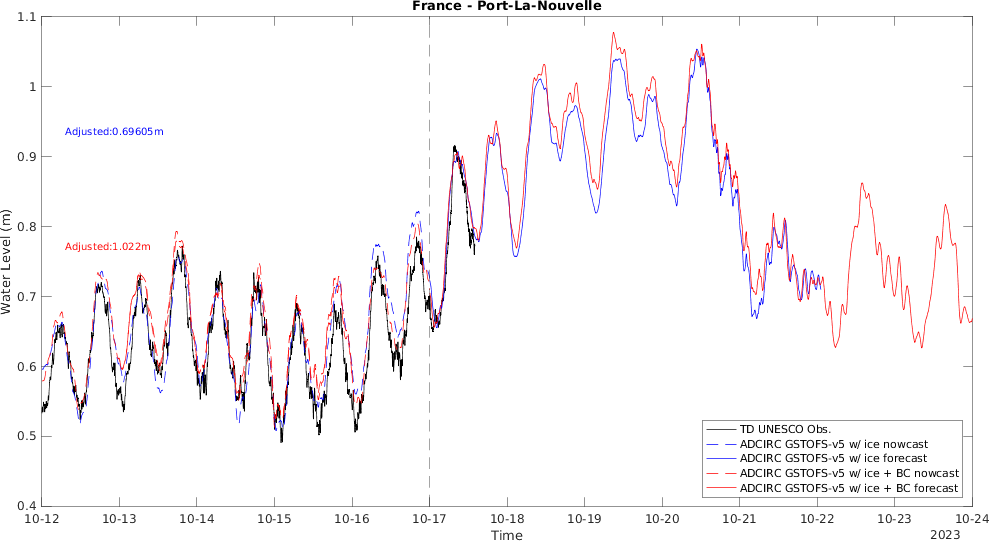 France - Port-La-Nouvelle
1.1
1
0.9
0.8
0.7
0.6
0.5
0.4
Water Level (m)
Adjusted:0.69605m
Adjusted:1.022m
TD UNESCO Obs.
ADCIRC GSTOFS-v5 w/ ice nowcast
ADCIRC GSTOFS-v5 w/ ice forecast
ADCIRC GSTOFS-v5 w/ ice + BC nowcast
ADCIRC GSTOFS-v5 w/ ice + BC forecast
10-12 10-13 10-14 10-15 10-16 10-17 10-18 10-19 10-20 10-21 10-22 10-23 10-24
Time
2023